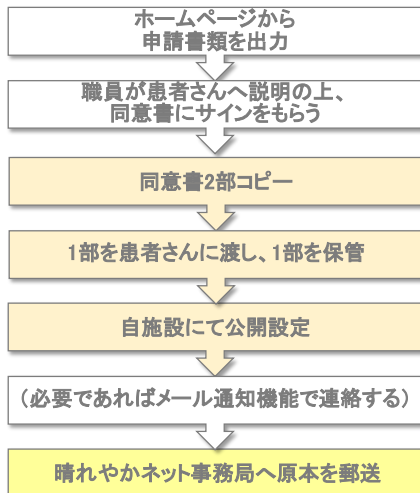 ホームページから
申請書類を出力
職員が患者さんへ説明の上、
同意書にサインをもらう
同意書2部コピー
1部を患者さんに渡し、1部を保管
自施設にて公開設定
(必要であればメール通知機能で連絡する)
晴れやかネット事務局へ原本を郵送